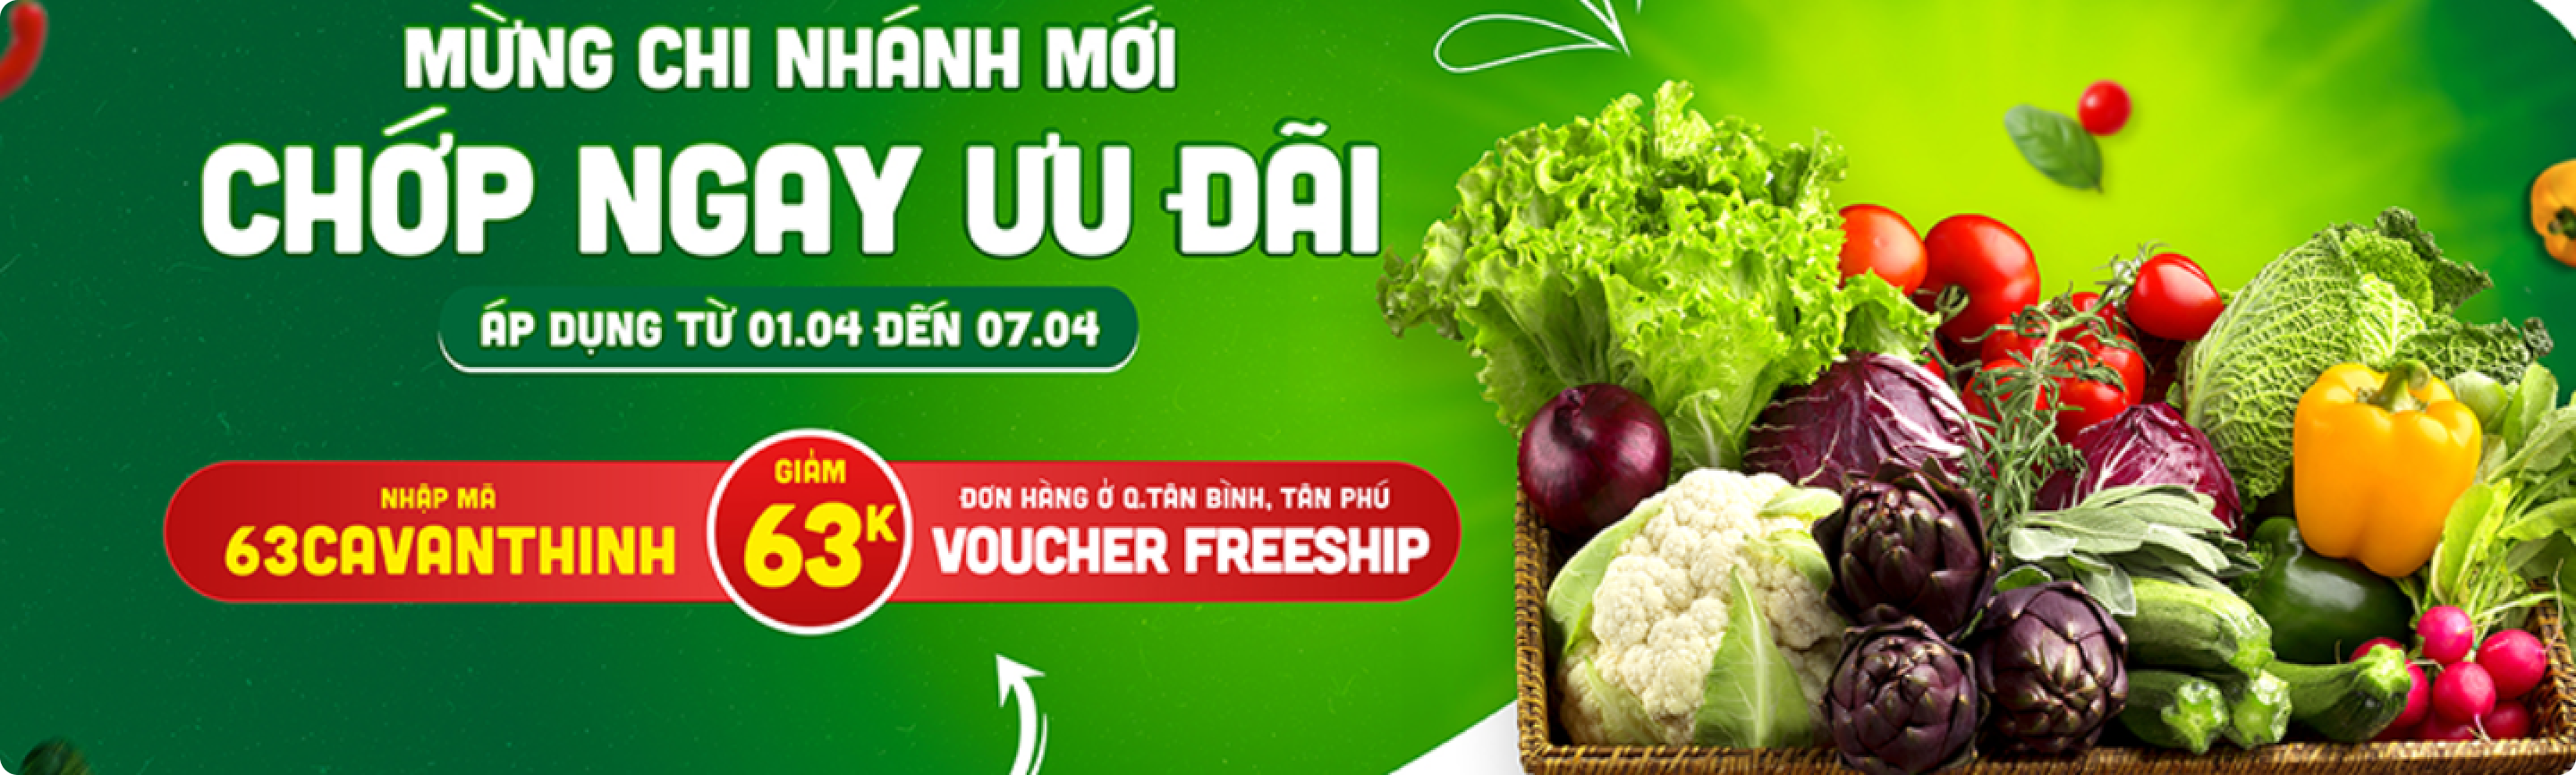 MỪNG CHI NHÁNH MỚI
CHỚP NGAY ƯU ĐÃI
ÁP DỤNG TỪ 01.04 ĐẾN 07.04
NHẬP MÃ
63CAVANTHINH
GIẢM
63K
ĐƠN HÀNG Ở Q.TÂN BÌNH, TÂN PHÚ
VOUCHER FREESHIP